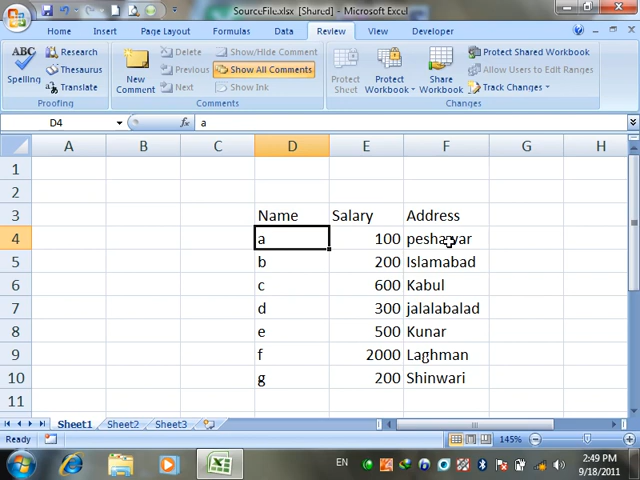 SourceFile.xlsx [Shared] - Microsoft Excel
Home Insert Page Layout Formulas Data Review View Developer
ABC Spelling Research Thesaurus Translate
Proofing
New Comment Delete Previous Next Show/Hide Comment Show All Comments Show Ink
Comments
Protect Sheet Protect Workbook Share Workbook Protect Shared Workbook Allow Users to Edit Ranges Track Changes
Changes
D4 fx a
A B C D E F G H
1
2
3 Name Salary Address
4 a 100 peshawar
5 b 200 Islamabad
6 c 600 Kabul
7 d 300 jalalabalad
8 e 500 Kunar
9 f 2000 Laghman
10 g 200 Shinwari
11
Sheet1 Sheet2 Sheet3
Ready 145%
EN 2:49 PM
9/18/2011